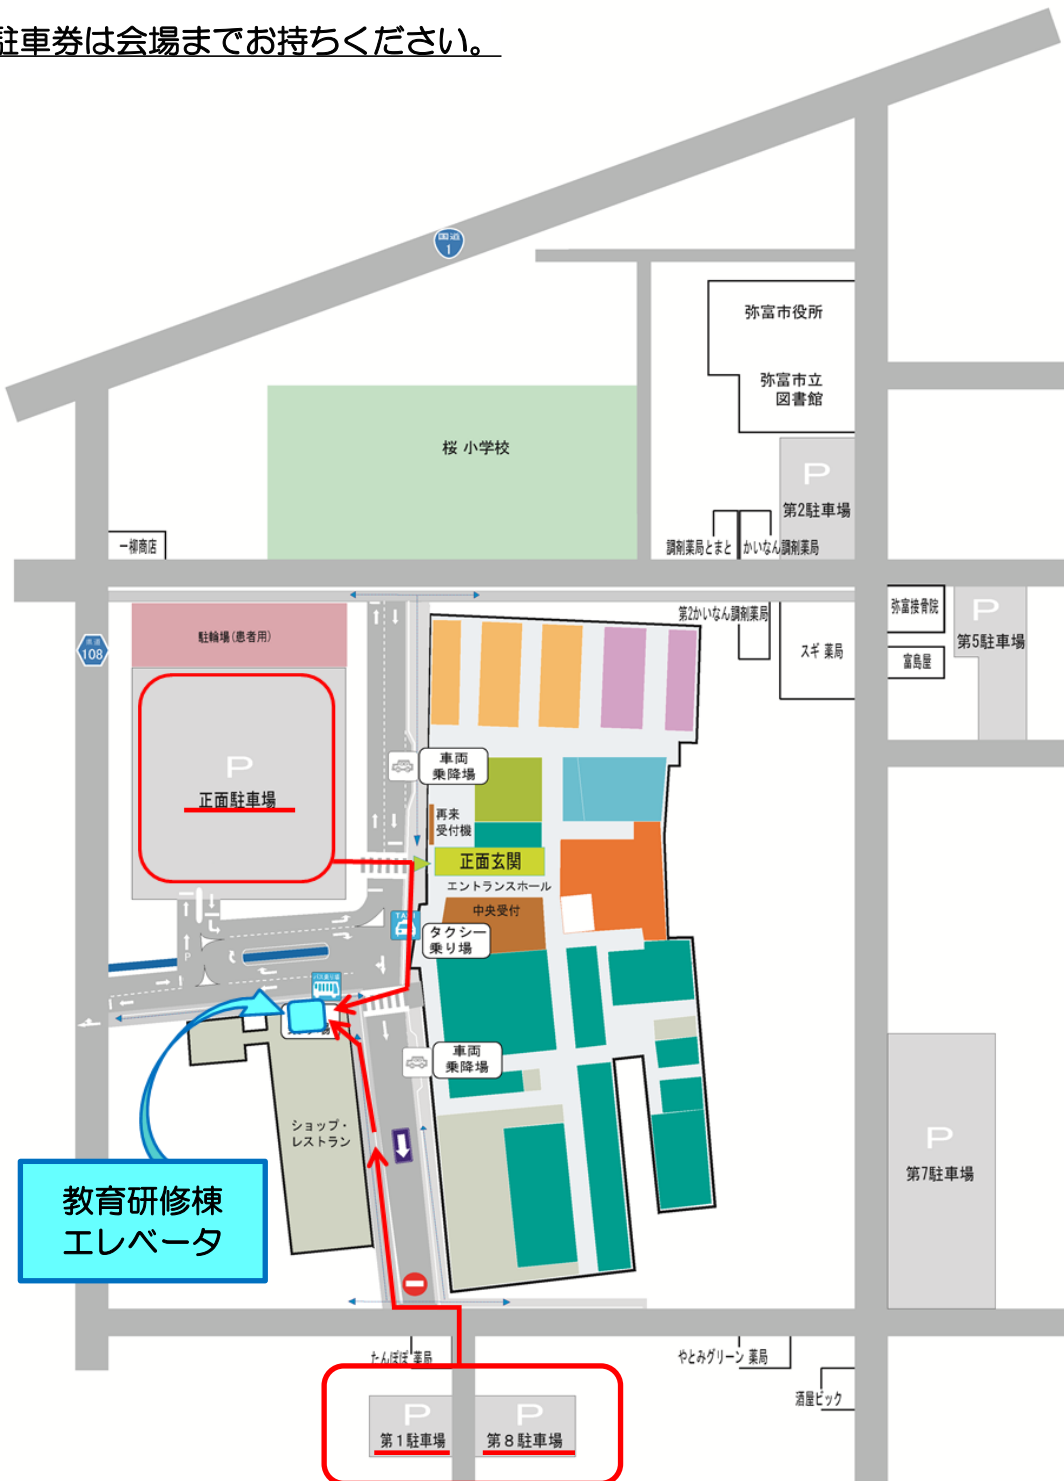 駐車券は会場までお持ちください。
国道
1
弥富市役所
弥富市立
図書館
桜 小学校
P
第2駐車場
一柳商店
調剤薬局とまと
かいなん調剤薬局
第2かいなん調剤薬局
スギ 薬局
弥富接骨院
富島屋
P
第5駐車場
県道
108
駐輪場(患者用)
P
正面駐車場
車両
乗降場
再来
受付機
正面玄関
エントランスホール
中央受付
TAXI
タクシー
乗り場
P
バス乗り場
車両
乗降場
ショップ・
レストラン
教育研修棟
エレベータ
P
第7駐車場
たんぽぽ 薬局
やとみグリーン 薬局
酒屋ビック
P
第1駐車場
P
第8駐車場